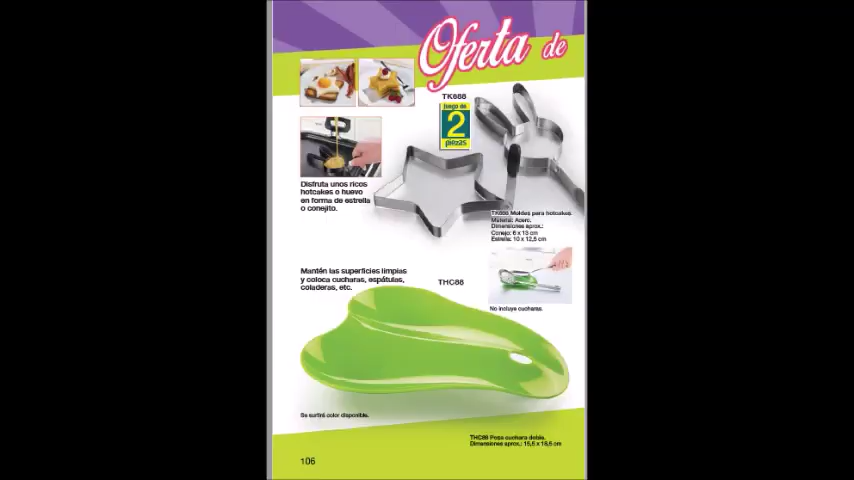 Oferta de
TK688
juego de
2
piezas
Disfruta unos ricos
hotcakes o huevo
en forma de estrella
o conejito.
TK688 Moldes para hotcakes.
Material: Acero.
Dimensiones aprox.:
Conejo: 6 x 13 cm
Estrella: 10 x 12,5 cm
Mantén las superficies limpias
y coloca cucharas, espátulas,
coladeras, etc.
THC88
No incluye cucharas.
Se surtirá color disponible.
THC88 Posa cuchara doble.
Dimensiones aprox.: 15,5 x 18,5 cm
106